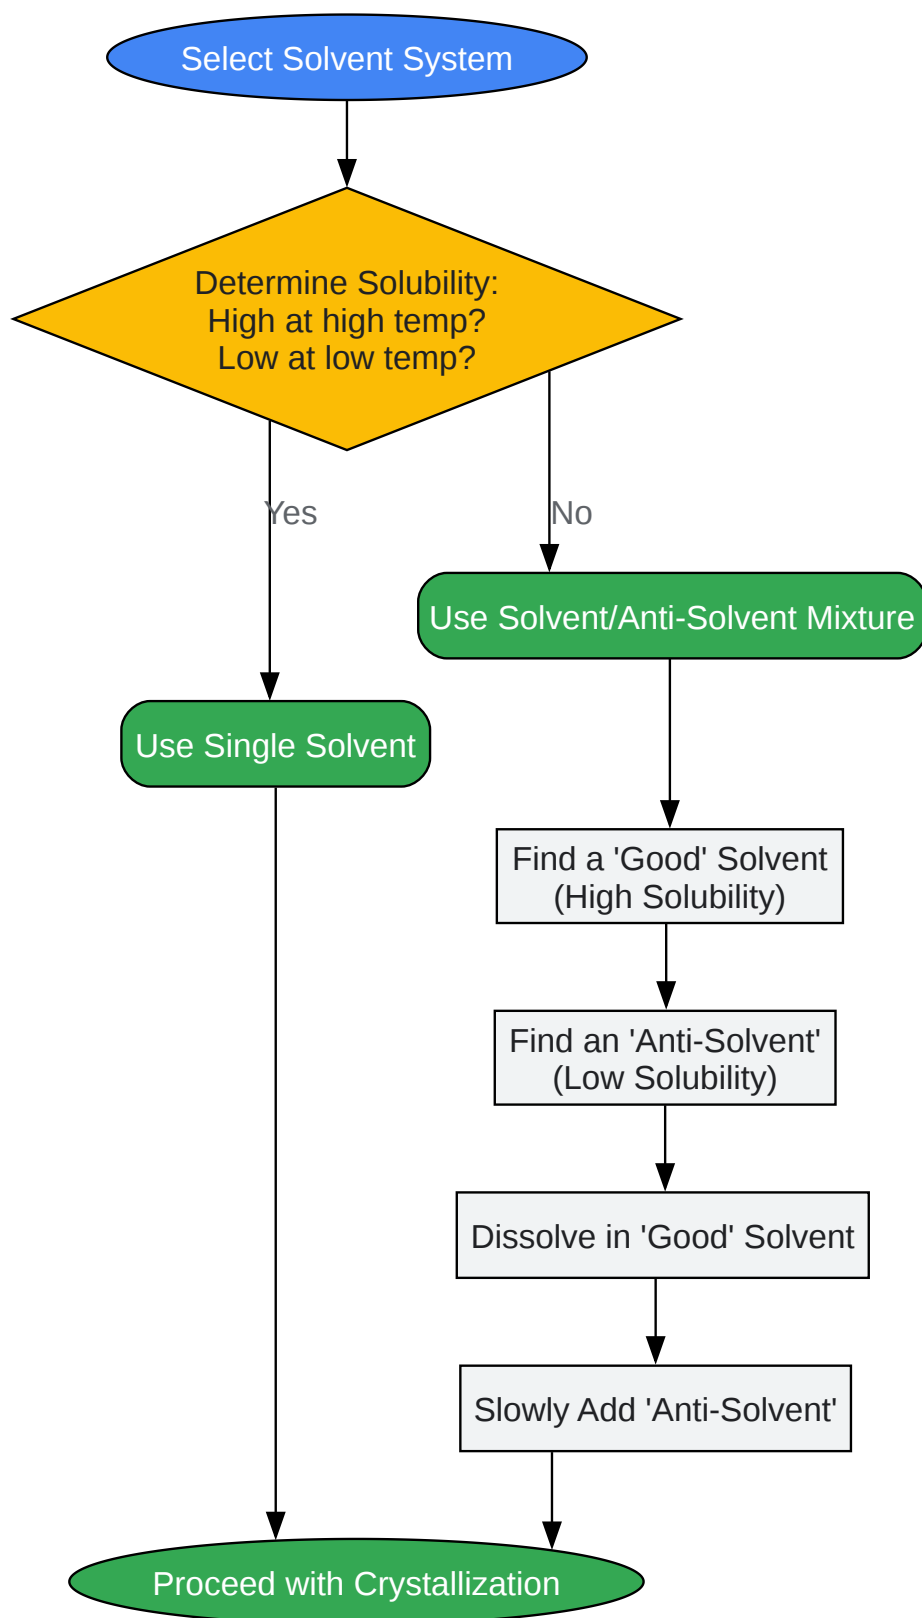 Select Solvent System
Determine Solubility:
High at high temp?
Low at low temp?
Yes
No
Use Solvent/Anti-Solvent Mixture
Use Single Solvent
Find a 'Good' Solvent
(High Solubility)
Find an 'Anti-Solvent'
(Low Solubility)
Dissolve in 'Good' Solvent
Slowly Add 'Anti-Solvent'
Proceed with Crystallization